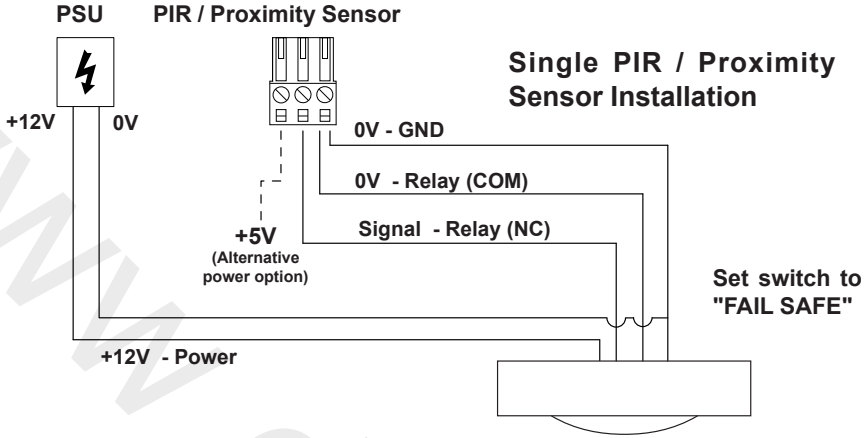 PSU
PIR / Proximity Sensor
Single PIR / Proximity
Sensor Installation
+12V
0V
0V - GND
0V - Relay (COM)
Signal - Relay (NC)
+5V
(Alternative
power option)
Set switch to
"FAIL SAFE"
+12V - Power